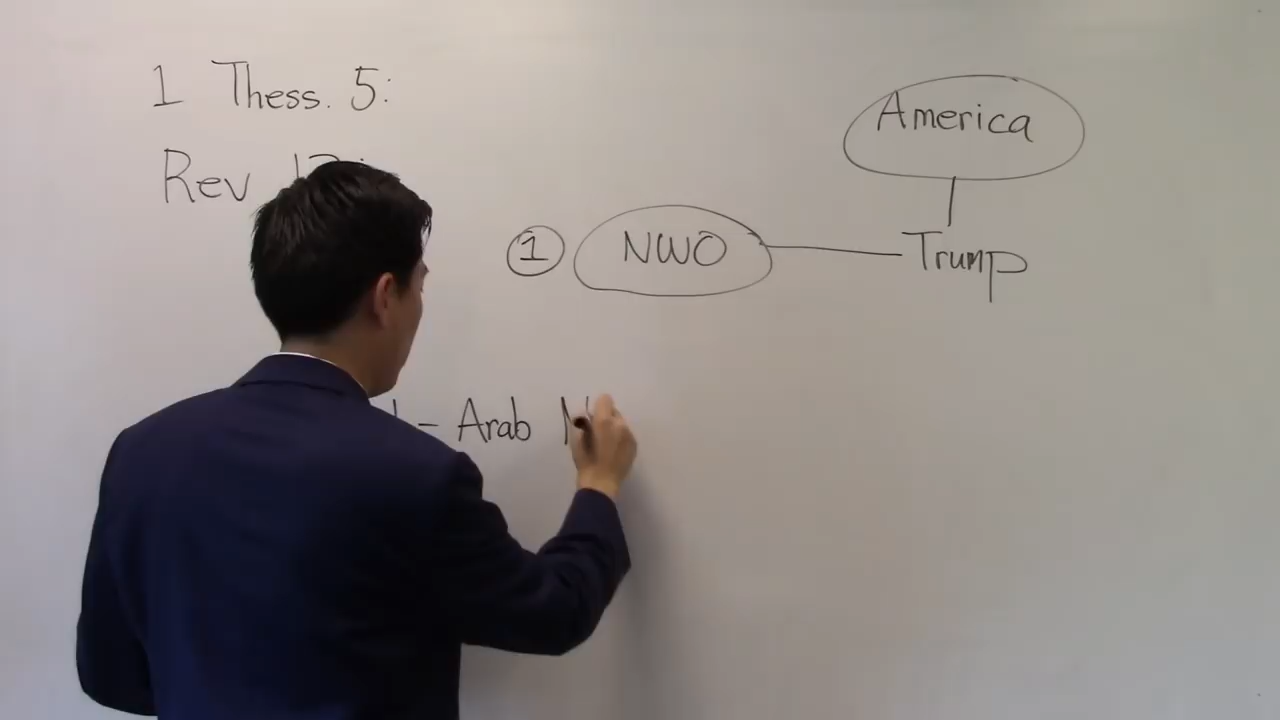 1 Thess. 5:
Rev
America
① NWO
Trump
- Arab